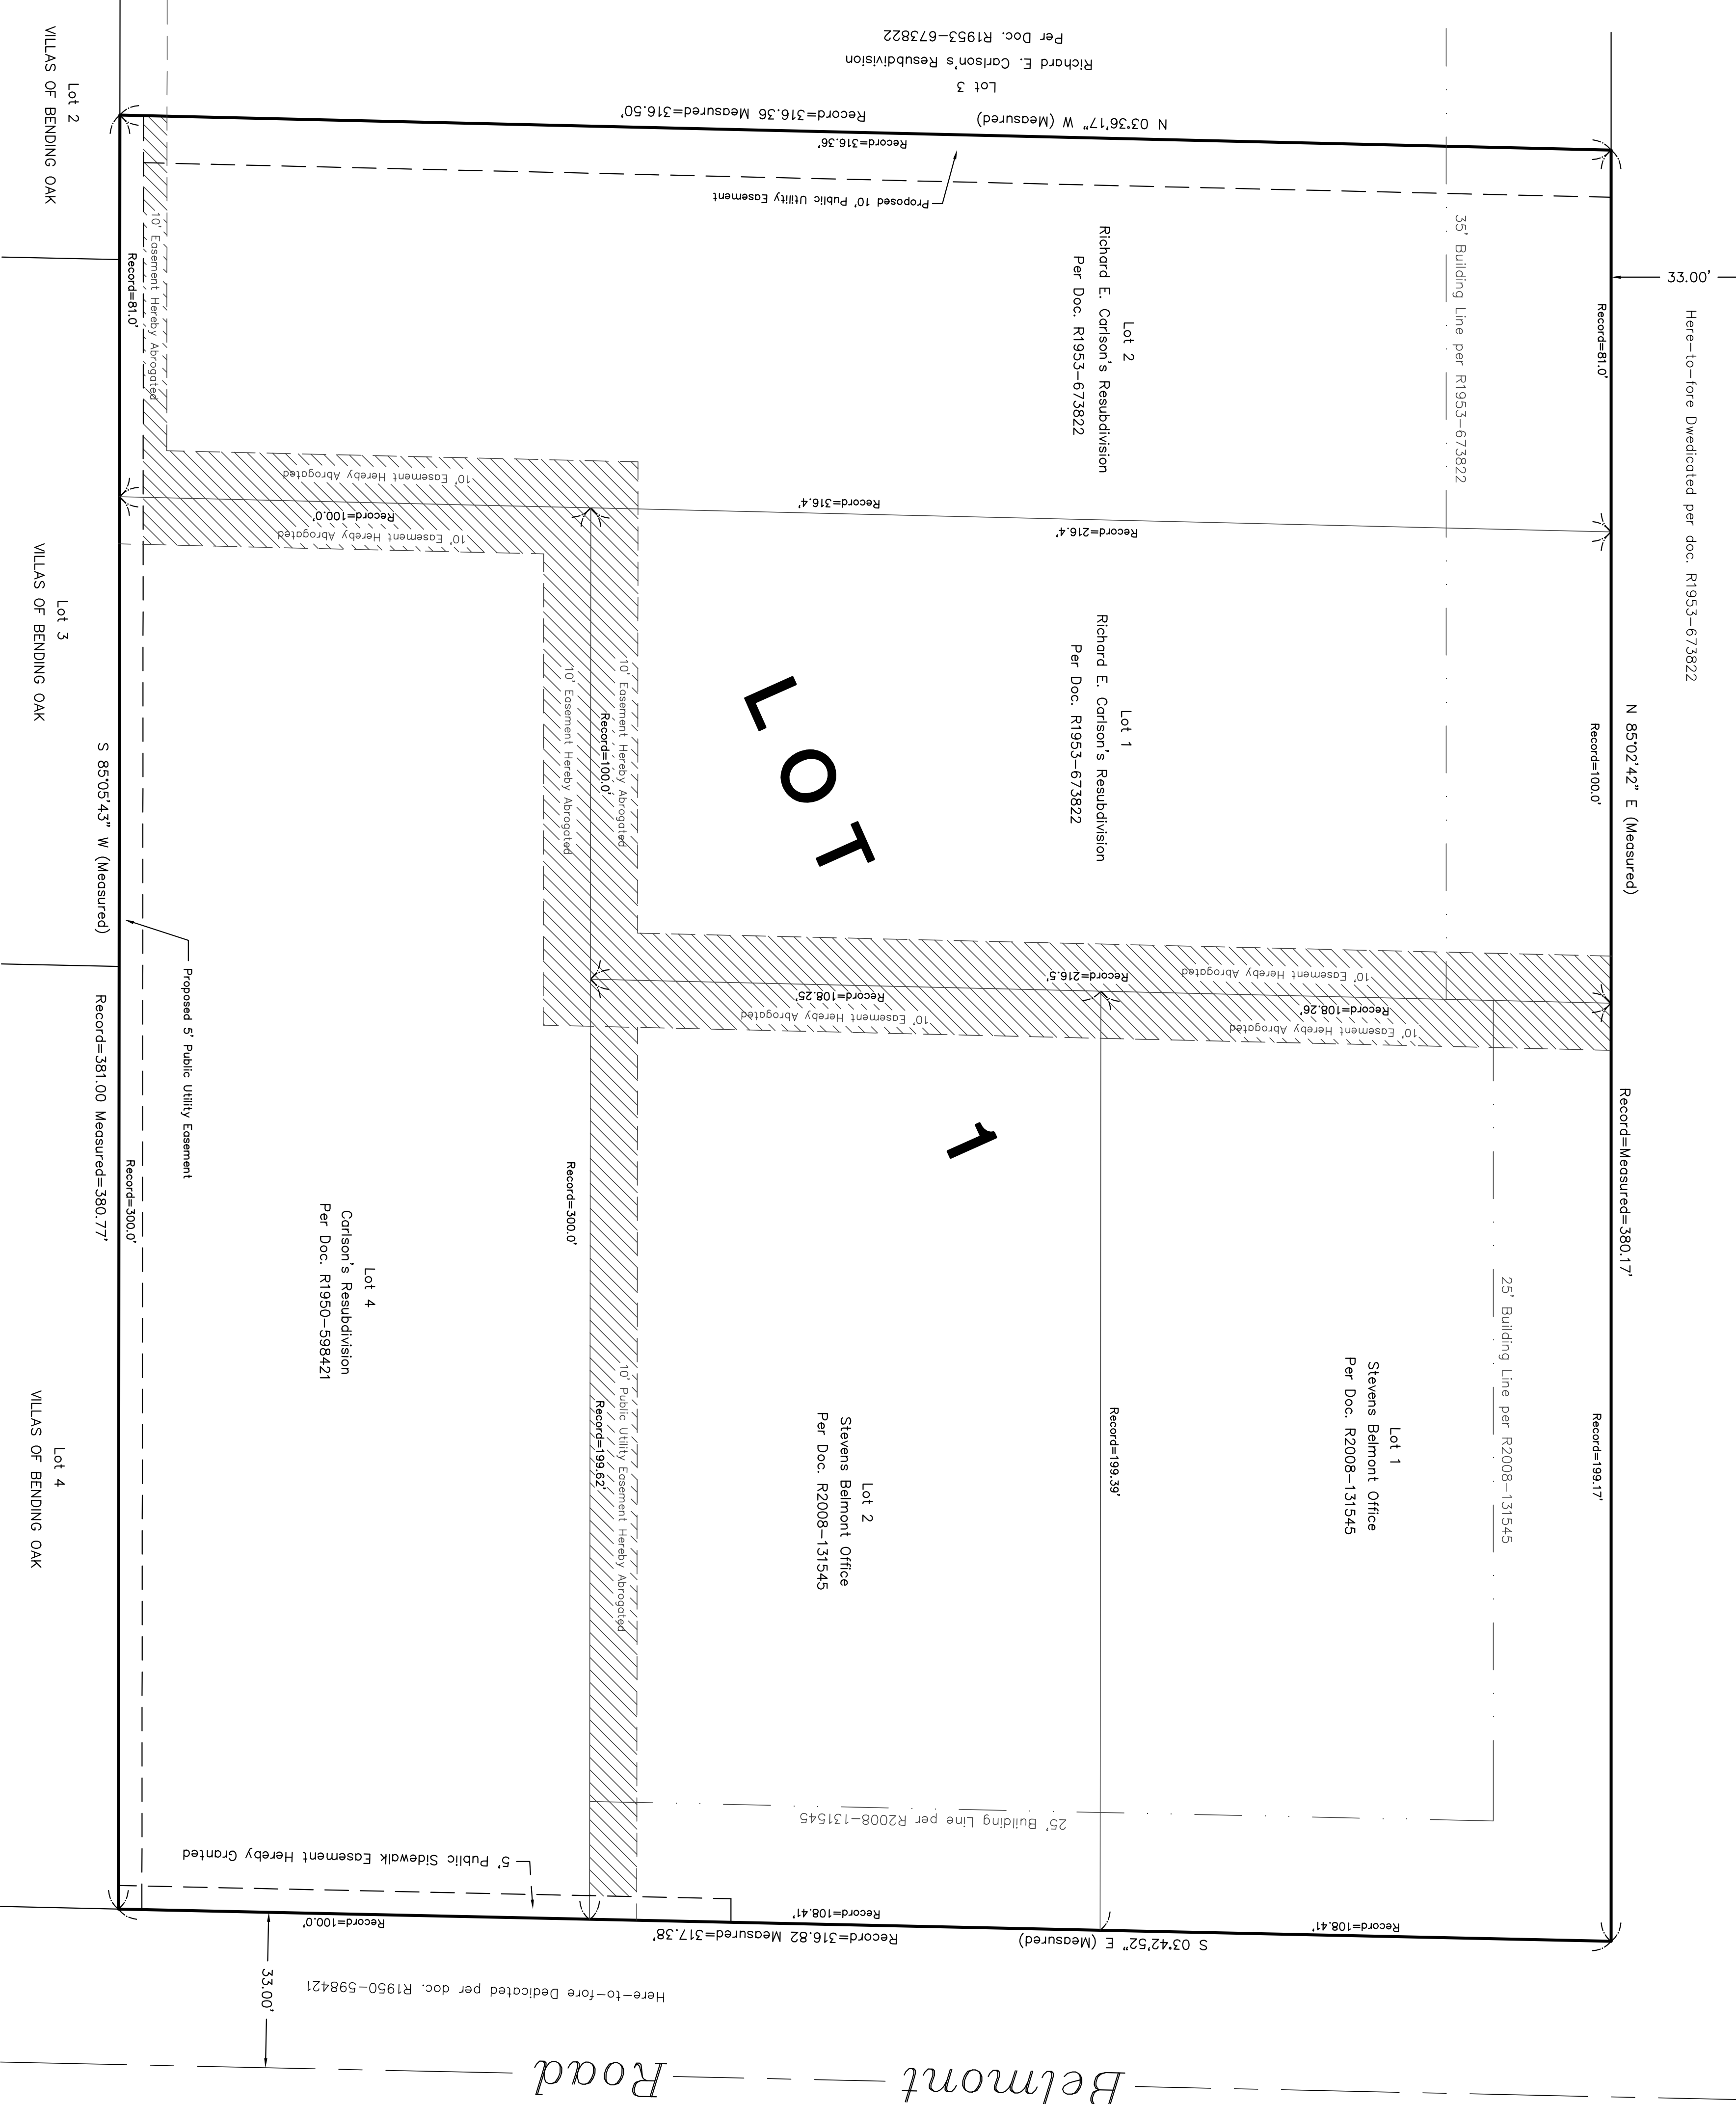 Per Doc. R1953-673822
Richard E. Carlson's Resubdivision
Lot 3
N 03°36'17" W (Measured)
Record=316.36 Measured=316.50'
Record=316.36'
Proposed 10' Public Utility Easement
Lot 2
VILLAS OF BENDING OAK
Lot 3
VILLAS OF BENDING OAK
Lot 4
VILLAS OF BENDING OAK
S 85°05'43" W (Measured)
Record=381.00 Measured=380.77'
Record=81.0'
10' Easement Hereby Abrogated
10' Easement Hereby Abrogated
Record=100.0'
10' Easement Hereby Abrogated
Record=316.4'
Record=216.4'
Lot 2
Richard E. Carlson's Resubdivision
Per Doc. R1953-673822
35' Building Line per R1953-673822
Record=81.0'
33.00'
Here-to-fore Dwedicated per doc. R1953-673822
N 85°02'42" E (Measured)
Record=100.0'
Record=Measured=380.17'
Lot 1
Richard E. Carlson's Resubdivision
Per Doc. R1953-673822
10' Easement Hereby Abrogated
Record=100.0'
10' Easement Hereby Abrogated
LOT
1
10' Easement Hereby Abrogated
Record=216.5'
Record=108.25'
Record=108.26'
10' Easement Hereby Abrogated
10' Easement Hereby Abrogated
Proposed 5' Public Utility Easement
Record=300.0'
Record=300.0'
Lot 4
Carlson's Resubdivision
Per Doc. R1950-598421
10' Public Utility Easement Hereby Abrogated
Record=199.62'
Lot 2
Stevens Belmont Office
Per Doc. R2008-131545
Record=199.39'
Lot 1
Stevens Belmont Office
Per Doc. R2008-131545
25' Building Line per R2008-131545
Record=199.17'
25' Building Line per R2008-131545
5' Public Sidewalk Easement Hereby Granted
Record=100.0'
Record=108.41'
Record=108.41'
Record=316.82 Measured=317.38'
S 03°42'52" E (Measured)
33.00'
Here-to-fore Dedicated per doc. R1950-598421
Belmont Road